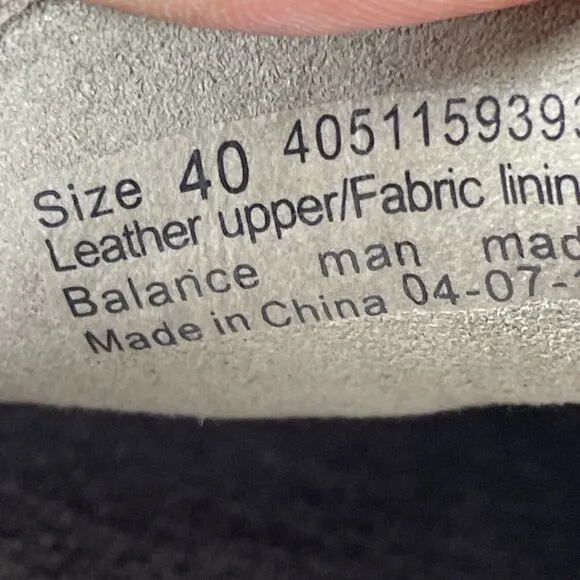 Size 40 405115939
Leather upper/Fabric linin
Balance man mad
Made in China 04-07-